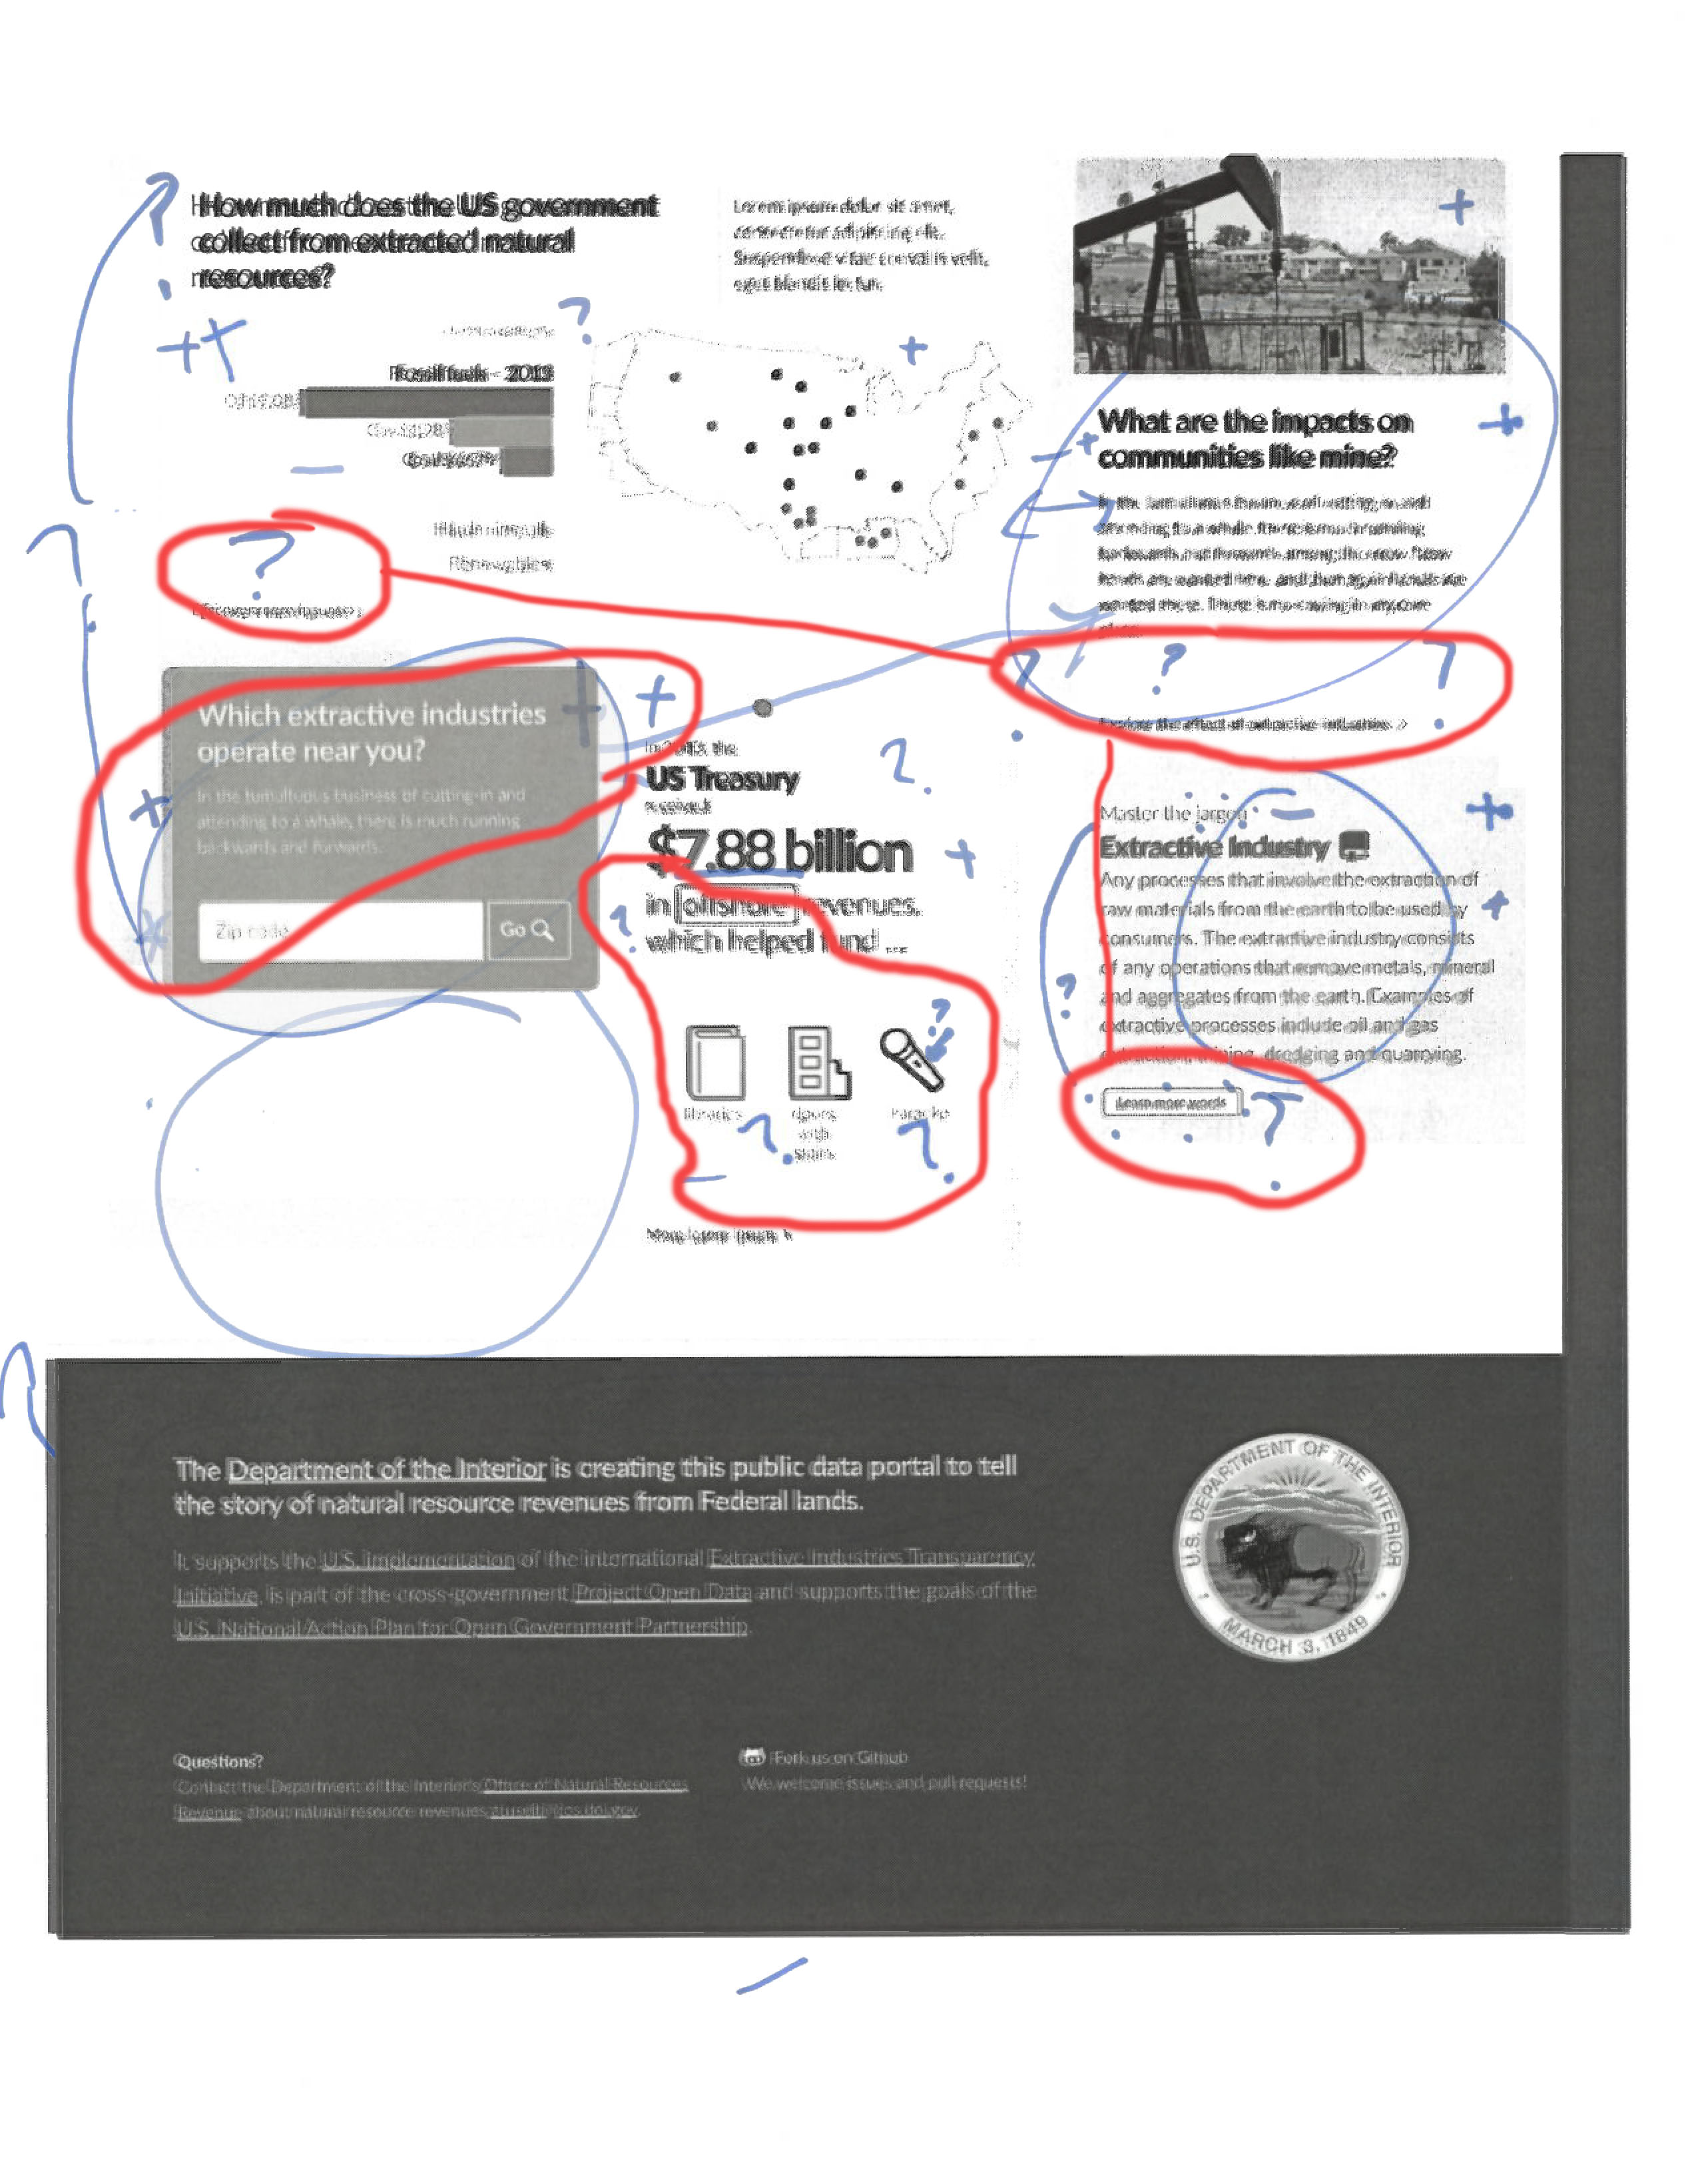 How much does the US government
collect from extracted natural
resources?
Lorem ipsum dolor sit amet,
consectetur adipiscing elit.
Suspendisse vitae convallis velit,
eget blandit lectus.
Fossil fuels - 2013
Hardrock minerals
Renewables
?
?
+
What are the impacts on
communities like mine?
In the tumultuous business of cutting-in and
attending to a whale, there is much running
backwards and forwards among the crew. Now
hands are wanted here, and then again hands are
wanted there. There is no staying in any one
place.
Explore the effect of extractive industries >
Which extractive industries
operate near you?
In the tumultuous business of cutting-in and
attending to a whale, there is much running
backwards and forwards.
Zip code
Go
In 2013, the
US Treasury
received
$7.88 billion
in offshore revenues,
which helped fund ...
libraries
doors
with
stairs
karaoke
More lorem ipsum >
Master the jargon
Extractive Industry
Any processes that involve the extraction of
raw materials from the earth to be used by
consumers. The extractive industry consists
of any operations that remove metals, mineral
and aggregates from the earth. Examples of
extractive processes include oil and gas
extraction, mining, dredging and quarrying.
Learn more words
The Department of the Interior is creating this public data portal to tell
the story of natural resource revenues from Federal lands.
It supports the U.S. implementation of the international Extractive Industries Transparency
Initiative, is part of the cross-government Project Open Data and supports the goals of the
U.S. National Action Plan for Open Government Partnership.
U.S. DEPARTMENT OF THE INTERIOR
MARCH 3, 1849
Questions?
Contact the Department of the Interior's Office of Natural Resources
Revenue about natural resource revenues
Fork us on Github
We welcome issues and pull requests!